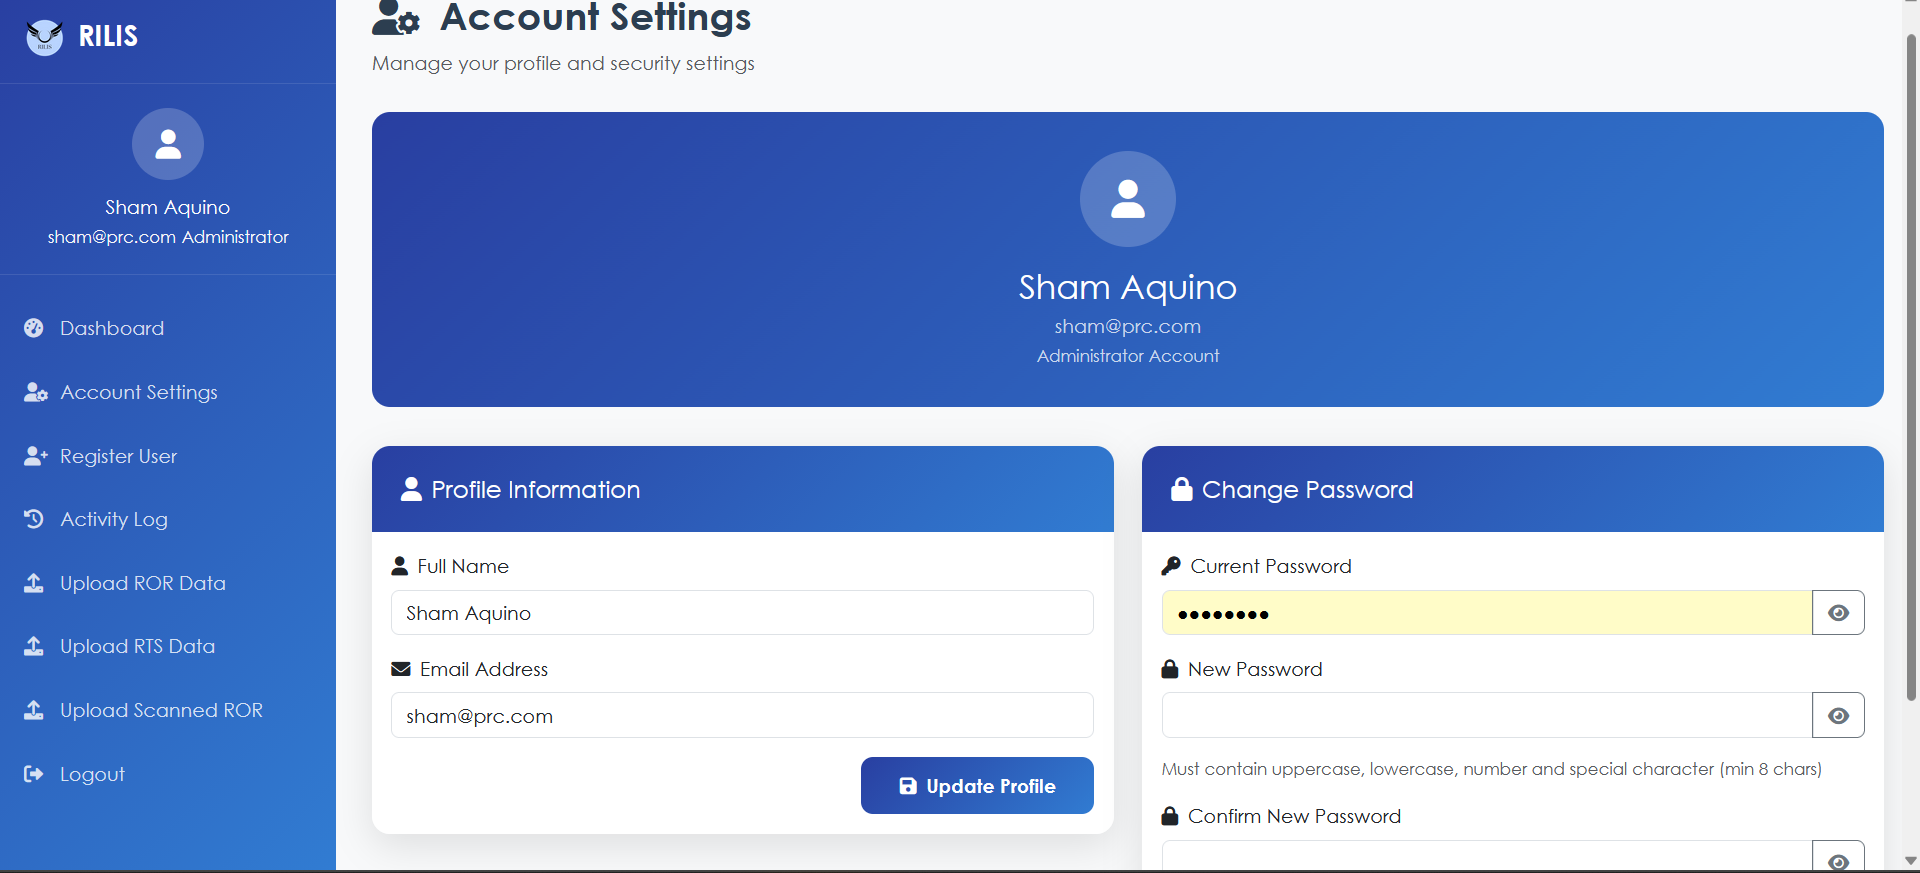 RILIS
RILIS
Sham Aquino
sham@prc.com Administrator
Dashboard
Account Settings
Register User
Activity Log
Upload ROR Data
Upload RTS Data
Upload Scanned ROR
Logout
Account Settings
Manage your profile and security settings
Sham Aquino
sham@prc.com
Administrator Account
Profile Information
Full Name
Sham Aquino
Email Address
sham@prc.com
Update Profile
Change Password
Current Password
••••••••
New Password
Must contain uppercase, lowercase, number and special character (min 8 chars)
Confirm New Password